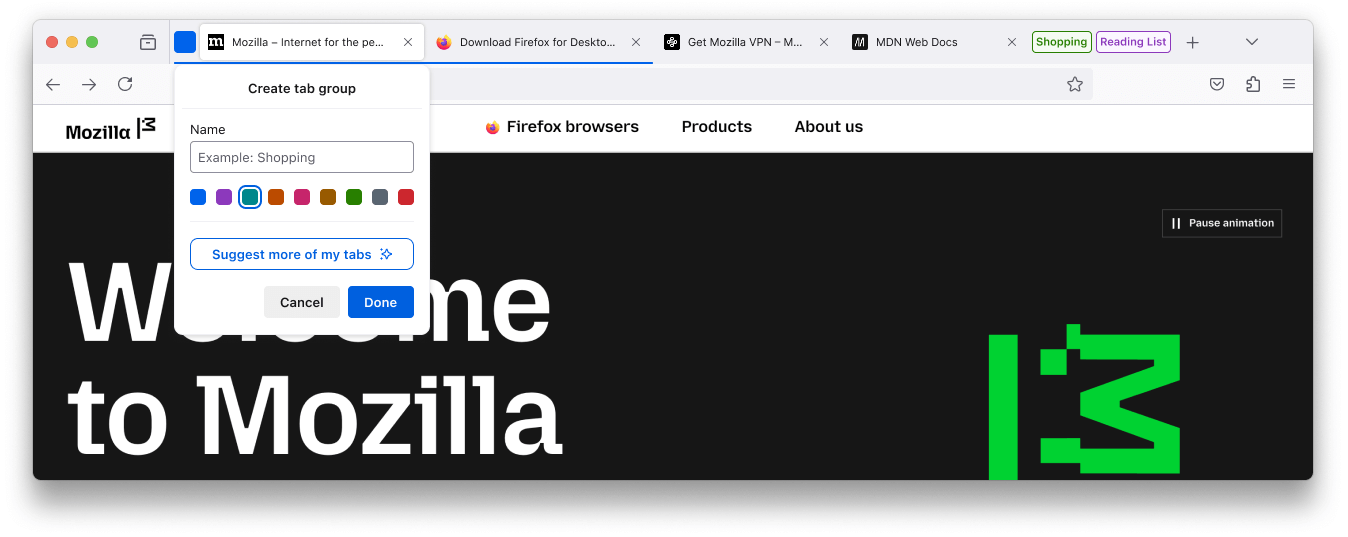 Mozilla – Internet for the pe...
Download Firefox for Deskto...
Get Mozilla VPN – M...
MDN Web Docs
Shopping
Reading List
Create tab group
Name
Example: Shopping
Suggest more of my tabs
Cancel
Done
Mozilla
Firefox browsers
Products
About us
Pause animation
to Mozilla